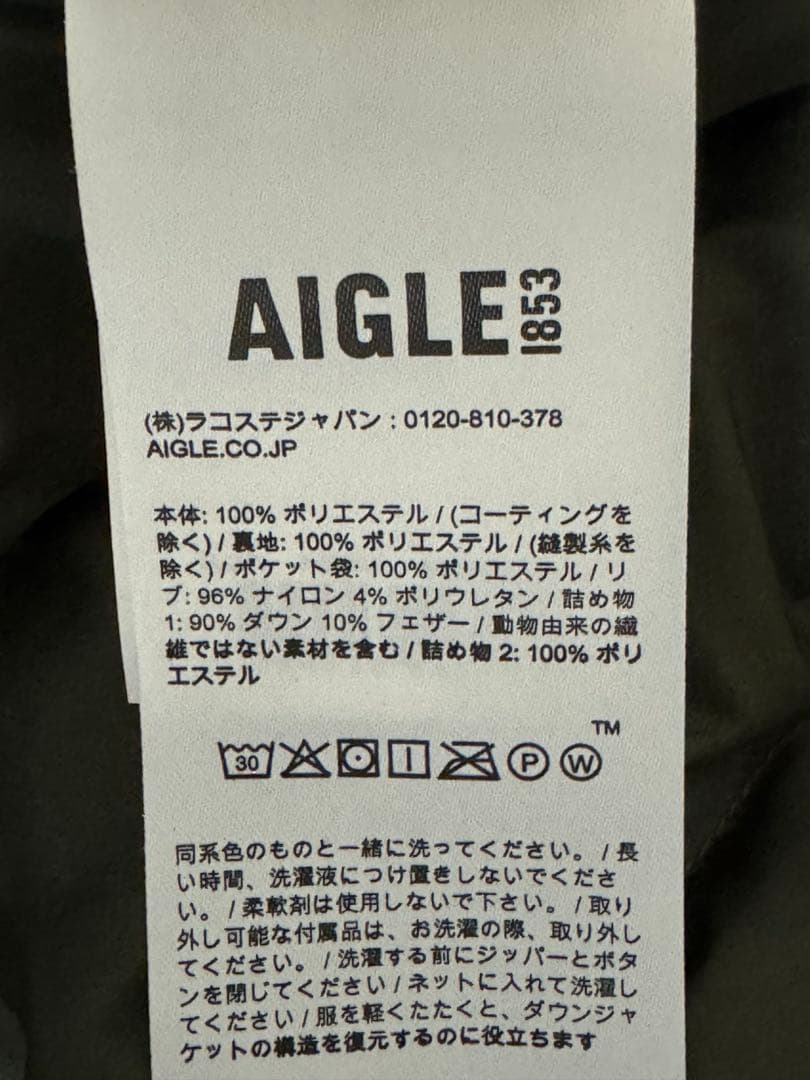 AIGLE 1853
(株)ラコステジャパン : 0120-810-378
AIGLE.CO.JP
本体: 100% ポリエステル / (コーティングを
除く) / 裏地: 100% ポリエステル / (縫製糸を
除く) / ポケット袋: 100% ポリエステル / リ
ブ: 96% ナイロン 4% ポリウレタン / 詰め物
1: 90% ダウン 10% フェザー / 動物由来の繊
維ではない素材を含む / 詰め物 2: 100% ポリ
エステル
TM
30 P W
同系色のものと一緒に洗ってください。 / 長
い時間、洗濯液につけ置きしないでくださ
い。 / 柔軟剤は使用しないで下さい。 / 取り
外し可能な付属品は、お洗濯の際、取り外し
てください。 / 洗濯する前にジッパーとボタ
ンを閉じてください / ネットに入れて洗濯し
てください / 服を軽くたたくと、ダウンジャ
ケットの構造を復元するのに役立ちます